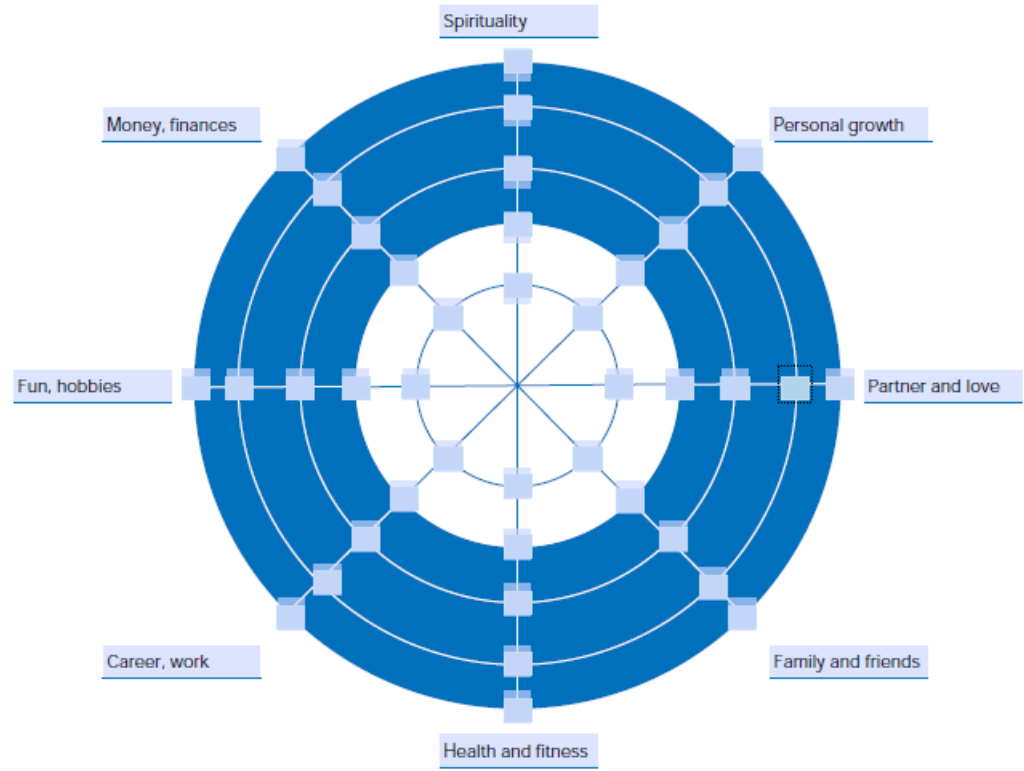 Spirituality
Money, finances
Personal growth
Fun, hobbies
Partner and love
Career, work
Family and friends
Health and fitness